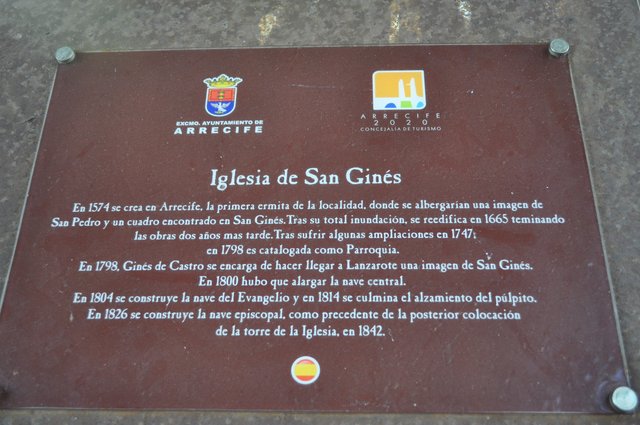 EXCMO. AYUNTAMIENTO DE
ARRECIFE
ARRECIFE
2020
CONCEJALIA DE TURISMO
Iglesia de San Ginés
En 1574 se crea en Arrecife, la primera ermita de la localidad, donde se albergarían una imagen de
San Pedro y un cuadro encontrado en San Ginés. Tras su total inundación, se reedifica en 1665 teminando
las obras dos años mas tarde. Tras sufrir algunas ampliaciones en 1747;
en 1798 es catalogada como Parroquia.
En 1798, Ginés de Castro se encarga de hacer llegar a Lanzarote una imagen de San Ginés.
En 1800 hubo que alargar la nave central.
En 1804 se construye la nave del Evangelio y en 1814 se culmina el alzamiento del púlpito.
En 1826 se construye la nave episcopal, como precedente de la posterior colocación
de la torre de la Iglesia, en 1842.